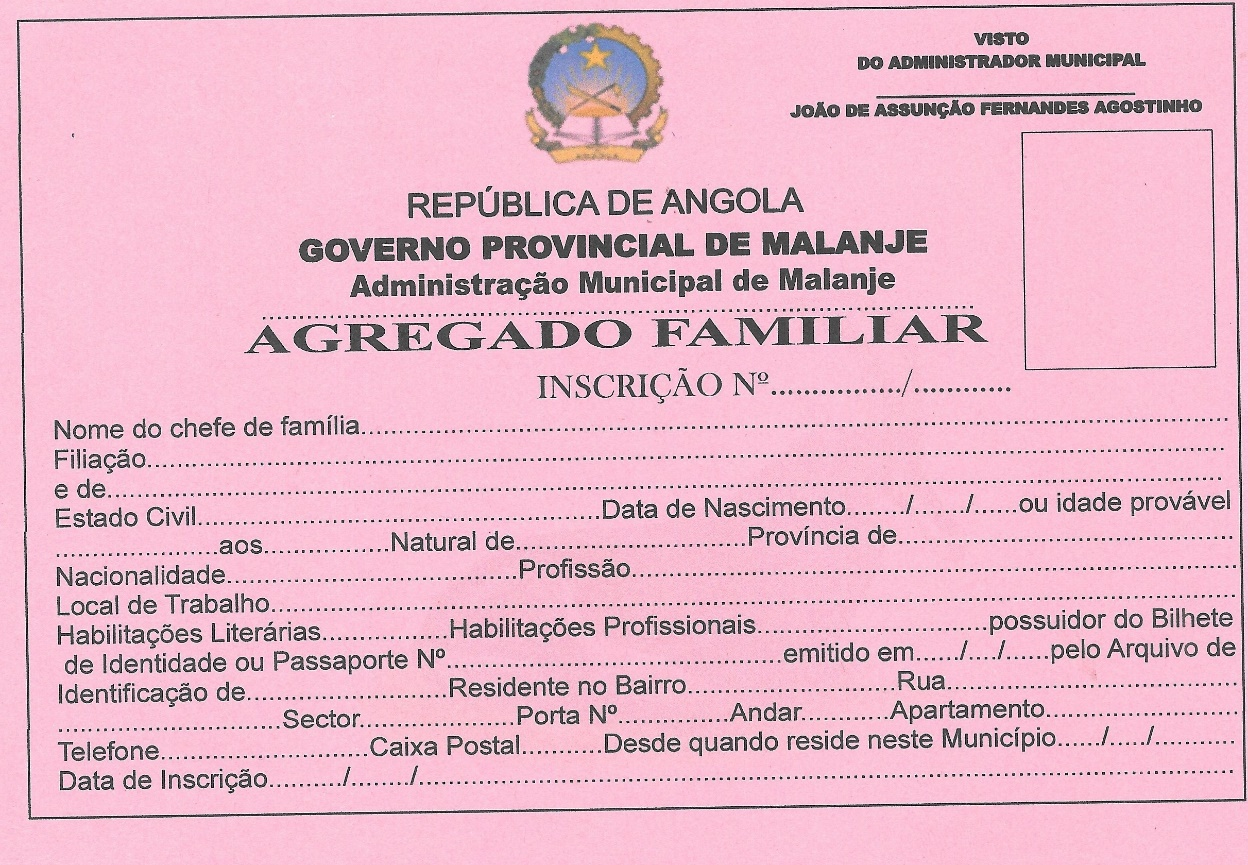 VISTO
DO ADMINISTRADOR MUNICIPAL
JOÃO DE ASSUNÇÃO FERNANDES AGOSTINHO
REPÚBLICA DE ANGOLA
GOVERNO PROVINCIAL DE MALANJE
Administração Municipal de Malanje
AGREGADO FAMILIAR
INSCRIÇÃO Nº................/.............
Nome do chefe de família..............................
Filiação..............................
e de..............................
Estado Civil..............................Data de Nascimento......../......./......ou idade provável
.....................aos................Natural de..............................Província de..............................
Nacionalidade..............................Profissão..............................
Local de Trabalho..............................
Habilitações Literárias................Habilitações Profissionais..............................possuidor do Bilhete
de Identidade ou Passaporte Nº..............................emitido em....../..../......pelo Arquivo de
Identificação de..........................Residente no Bairro...........................Rua..............................
.............................Sector....................Porta Nº..............Andar...........Apartamento.........................
Telefone...........................Caixa Postal...........Desde quando reside neste Município....../...../..........
Data de Inscrição........../......../..............................